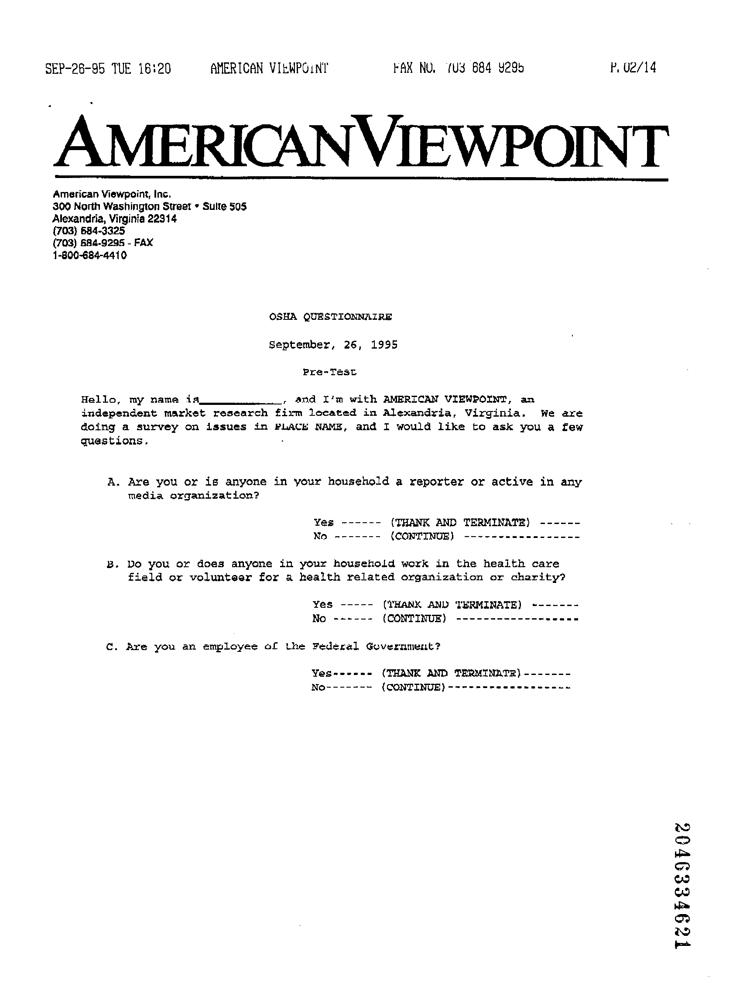 SEP-26-95 TUE 16:20 AMERICAN VIEWPOINT FAX NO. 703 684 9295 P. 02/14
AMERICAN VIEWPOINT
American Viewpoint, Inc.
300 North Washington Street • Suite 505
Alexandria, Virginia 22314
(703) 684-3325
(703) 684-9295 - FAX
1-800-684-4410
OSHA QUESTIONNAIRE
September, 26, 1995
Pre-Test
Hello, my name is___________, and I'm with AMERICAN VIEWPOINT, an
independent market research firm located in Alexandria, Virginia. We are
doing a survey on issues in PLACE NAME, and I would like to ask you a few
questions.
A. Are you or is anyone in your household a reporter or active in any
media organization?
Yes ------ (THANK AND TERMINATE) ------
No ------- (CONTINUE) -----------------
B. Do you or does anyone in your household work in the health care
field or volunteer for a health related organization or charity?
Yes ----- (THANK AND TERMINATE) -------
No ------ (CONTINUE) ------------------
C. Are you an employee of the Federal Government?
Yes------ (THANK AND TERMINATE)-------
No------- (CONTINUE)------------------
2046334621